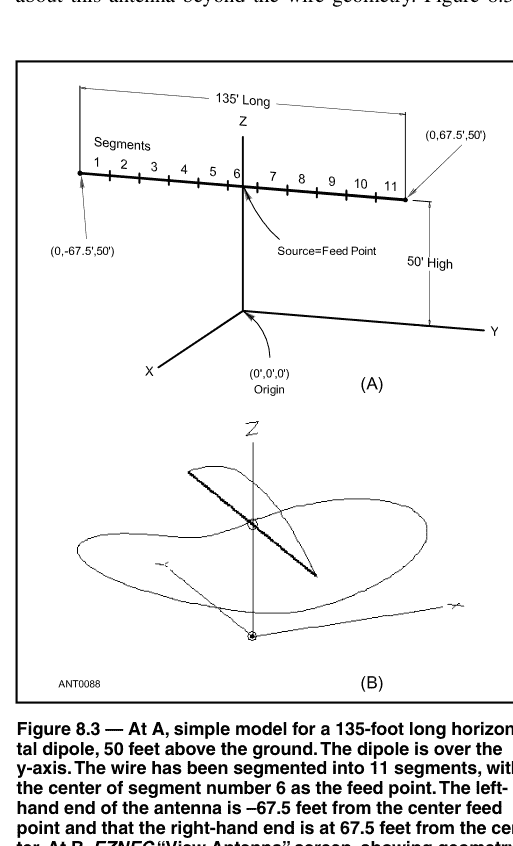 about this antenna beyond the wire geometry. Figure 8.3
135' Long
Z
(0,67.5',50')
Segments
1 2 3 4 5 6 7 8 9 10 11
(0,-67.5',50')
Source=Feed Point
50' High
Y
X
(0',0',0')
Origin
(A)
Z
Y
X
ANT0088
(B)
Figure 8.3 — At A, simple model for a 135-foot long horizon-
tal dipole, 50 feet above the ground. The dipole is over the
y-axis. The wire has been segmented into 11 segments, with
the center of segment number 6 as the feed point. The left-
hand end of the antenna is –67.5 feet from the center feed
point and that the right-hand end is at 67.5 feet from the cen-
ter. At B, EZNEC “View Antenna” screen, showing geometry